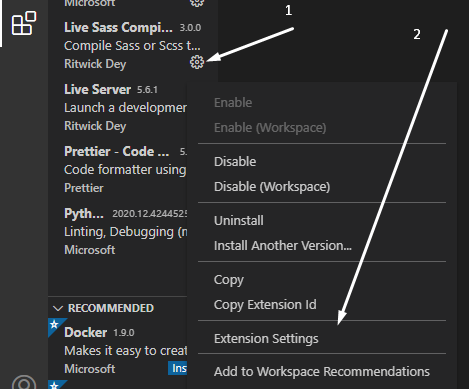 1
2
Microsoft
Live Sass Compi... 3.0.0
Compile Sass or Scss t...
Ritwick Dey
Live Server 5.6.1
Launch a developmen
Ritwick Dey
Prettier - Code ... 5.
Code formatter using
Prettier
Pyth... 2020.12.4244525
Linting, Debugging (m
Microsoft
RECOMMENDED
Docker 1.9.0
Makes it easy to creat
Microsoft Ins
Enable
Enable (Workspace)
Disable
Disable (Workspace)
Uninstall
Install Another Version...
Copy
Copy Extension Id
Extension Settings
Add to Workspace Recommendations